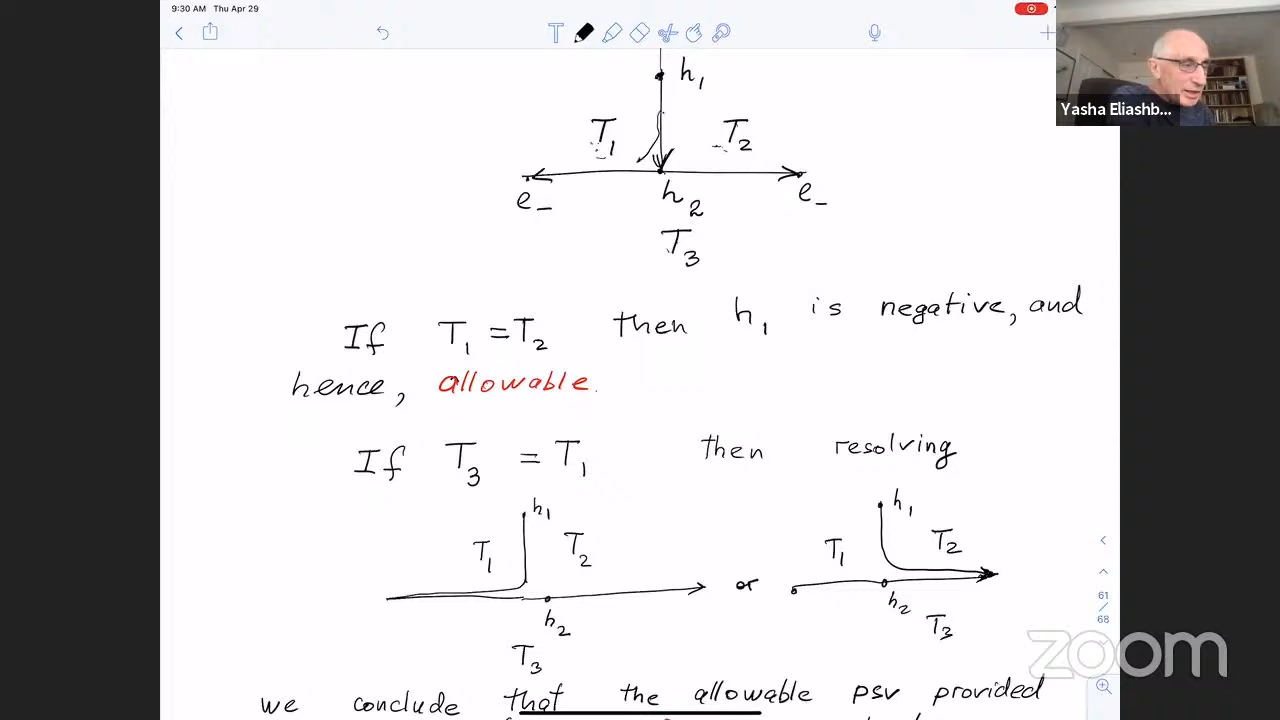 9:30 AM Thu Apr 29
Yasha Eliashb...
h1
T1 T2
e- h2 e-
T3
If T1 = T2 then h1 is negative, and
hence, allowable.
If T3 = T1 then resolving
h1 h1
T1 T2 T1 T2
or
h2 h2
T3 T3
61
/
68
zoom
we conclude that the allowable psv provided